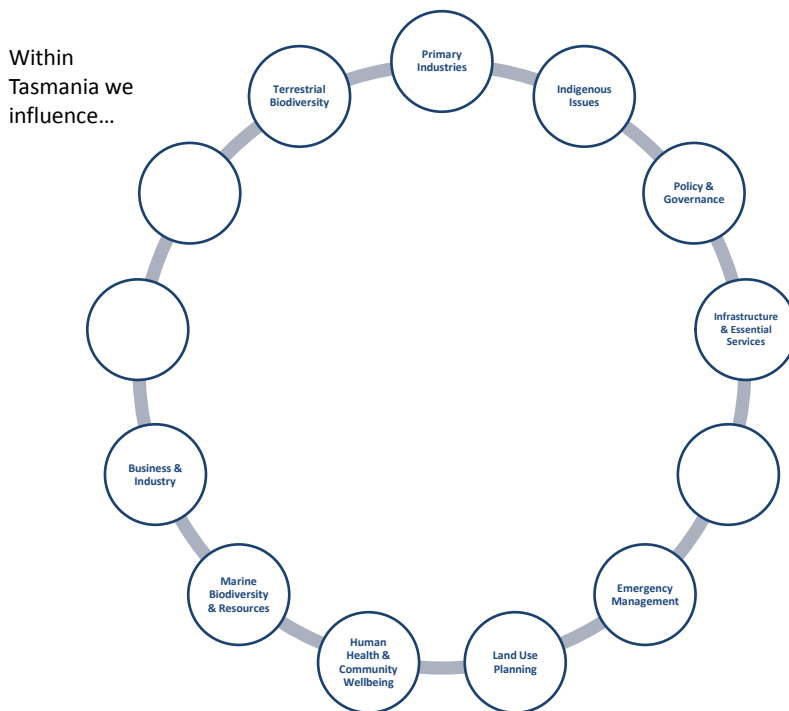 Within
Tasmania we
influence…
Primary
Industries
Indigenous
Issues
Policy &
Governance
Infrastructure
& Essential
Services
Emergency
Management
Land Use
Planning
Human
Health &
Community
Wellbeing
Marine
Biodiversity
& Resources
Business &
Industry
Terrestrial
Biodiversity